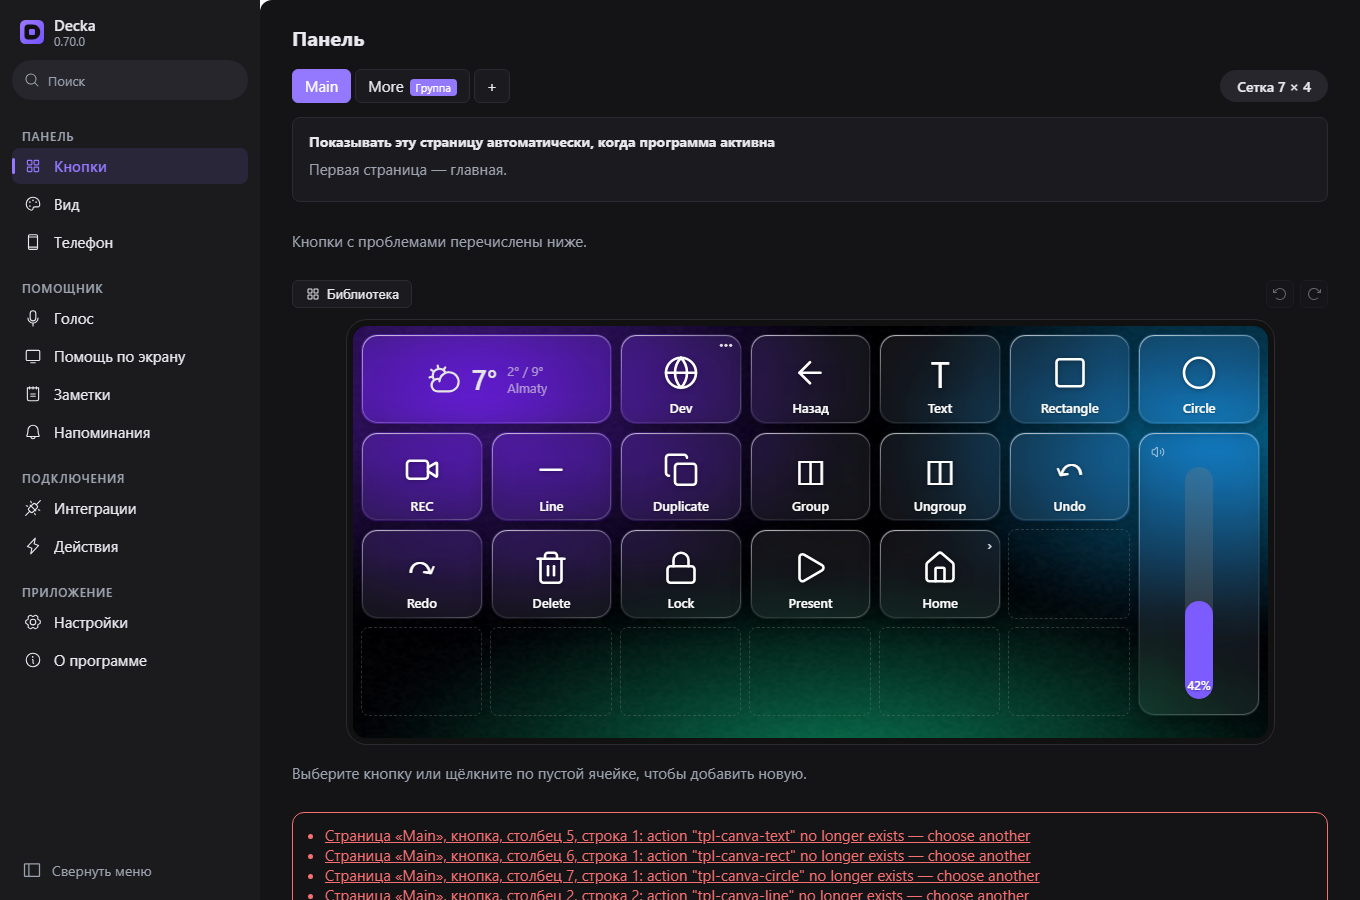 Decka
0.70.0
Поиск
ПАНЕЛЬ
Кнопки
Вид
Телефон
ПОМОЩНИК
Голос
Помощь по экрану
Заметки
Напоминания
ПОДКЛЮЧЕНИЯ
Интеграции
Действия
ПРИЛОЖЕНИЕ
Настройки
О программе
Свернуть меню
Панель
Main More Группа +
Сетка 7 × 4
Показывать эту страницу автоматически, когда программа активна
Первая страница — главная.
Кнопки с проблемами перечислены ниже.
Библиотека
7° 2° / 9°
Almaty
Dev Назад Text Rectangle Circle
REC Line Duplicate Group Ungroup Undo
Redo Delete Lock Present Home
42%
Выберите кнопку или щёлкните по пустой ячейке, чтобы добавить новую.
Страница «Main», кнопка, столбец 5, строка 1: action "tpl-canva-text" no longer exists — choose another
Страница «Main», кнопка, столбец 6, строка 1: action "tpl-canva-rect" no longer exists — choose another
Страница «Main», кнопка, столбец 7, строка 1: action "tpl-canva-circle" no longer exists — choose another
Страница «Main», кнопка, столбец 2, строка 2: action "tpl-canva-line" no longer exists — choose another